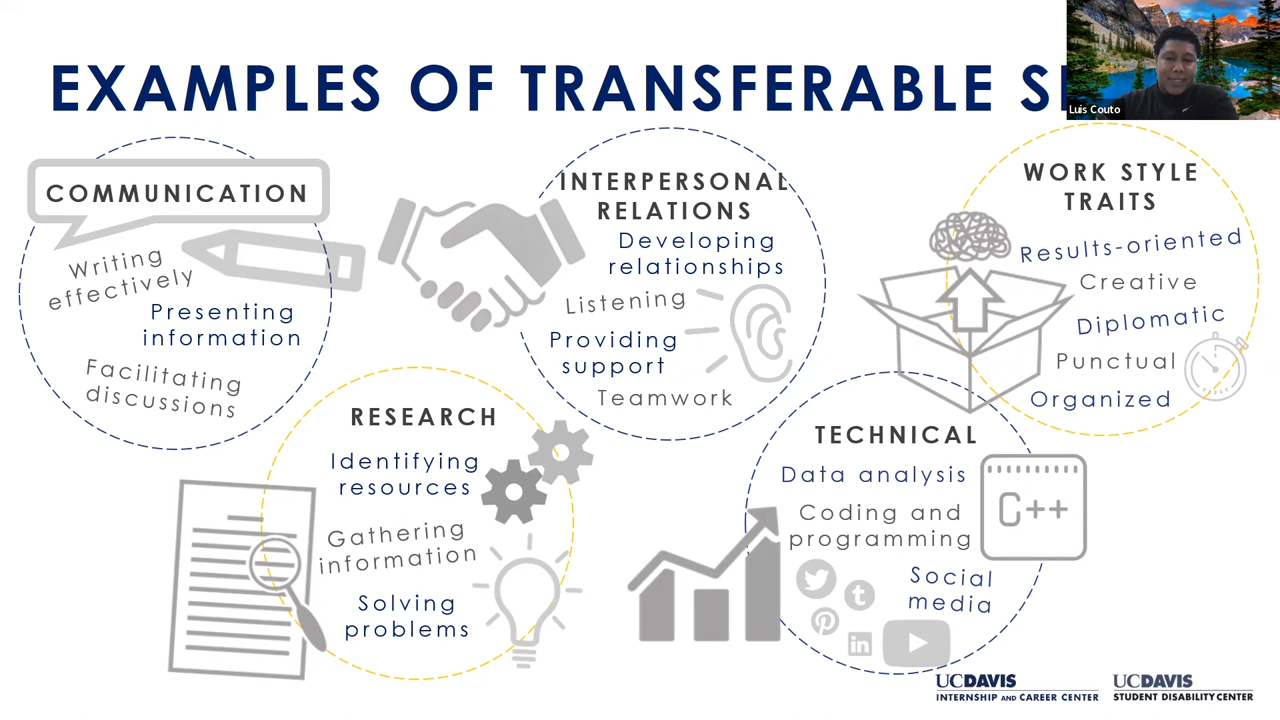 EXAMPLES OF TRANSFERABLE
Luis Couto
COMMUNICATION
Writing
effectively
Presenting
information
Facilitating
discussions
INTERPERSONAL
RELATIONS
Developing
relationships
Listening
Providing
support
Teamwork
WORK STYLE
TRAITS
Results-oriented
Creative
Diplomatic
Punctual
Organized
RESEARCH
Identifying
resources
Gathering
information
Solving
problems
TECHNICAL
Data analysis
Coding and
programming
C++
Social
media
t
in
UCDAVIS
INTERNSHIP AND CAREER CENTER
UCDAVIS
STUDENT DISABILITY CENTER